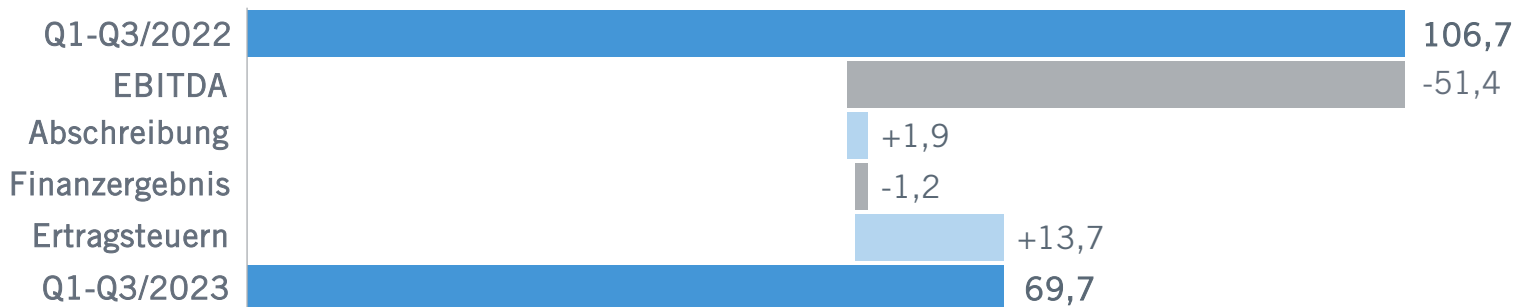 Q1-Q3/2022 106,7
EBITDA -51,4
Abschreibung +1,9
Finanzergebnis -1,2
Ertragsteuern +13,7
Q1-Q3/2023 69,7